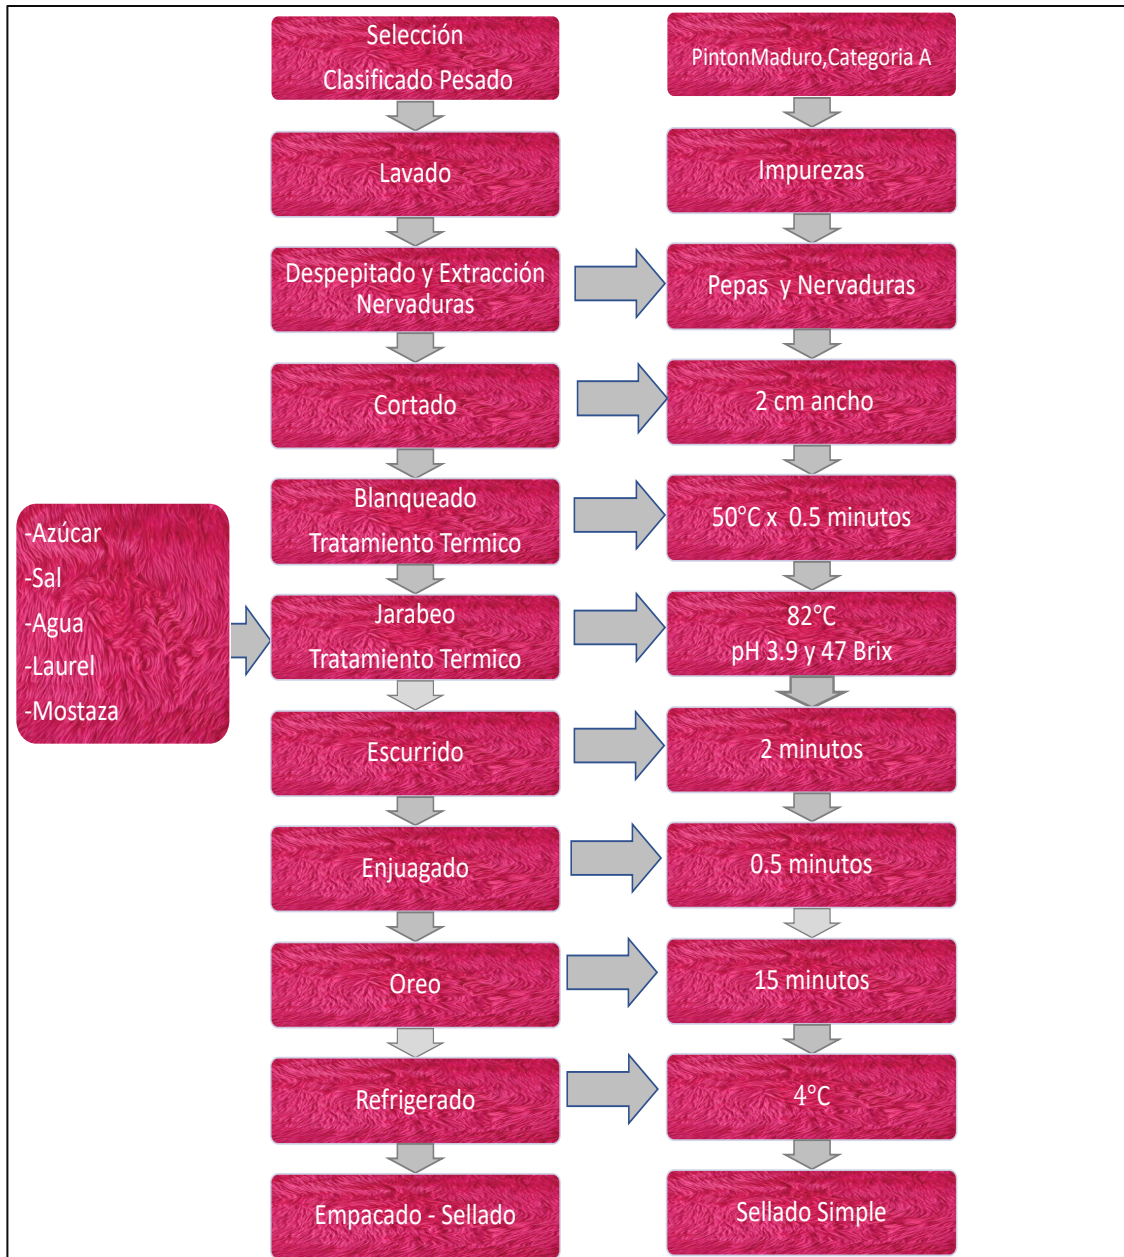 Selección
Clasificado Pesado
PintonMaduro,Categoria A
Lavado
Impurezas
Despepitado y Extracción
Nervaduras
Pepas y Nervaduras
Cortado
2 cm ancho
Blanqueado
Tratamiento Termico
50°C x 0.5 minutos
-Azúcar
-Sal
-Agua
-Laurel
-Mostaza
Jarabeo
Tratamiento Termico
82°C
pH 3.9 y 47 Brix
Escurrido
2 minutos
Enjuagado
0.5 minutos
Oreo
15 minutos
Refrigerado
4°C
Empacado - Sellado
Sellado Simple